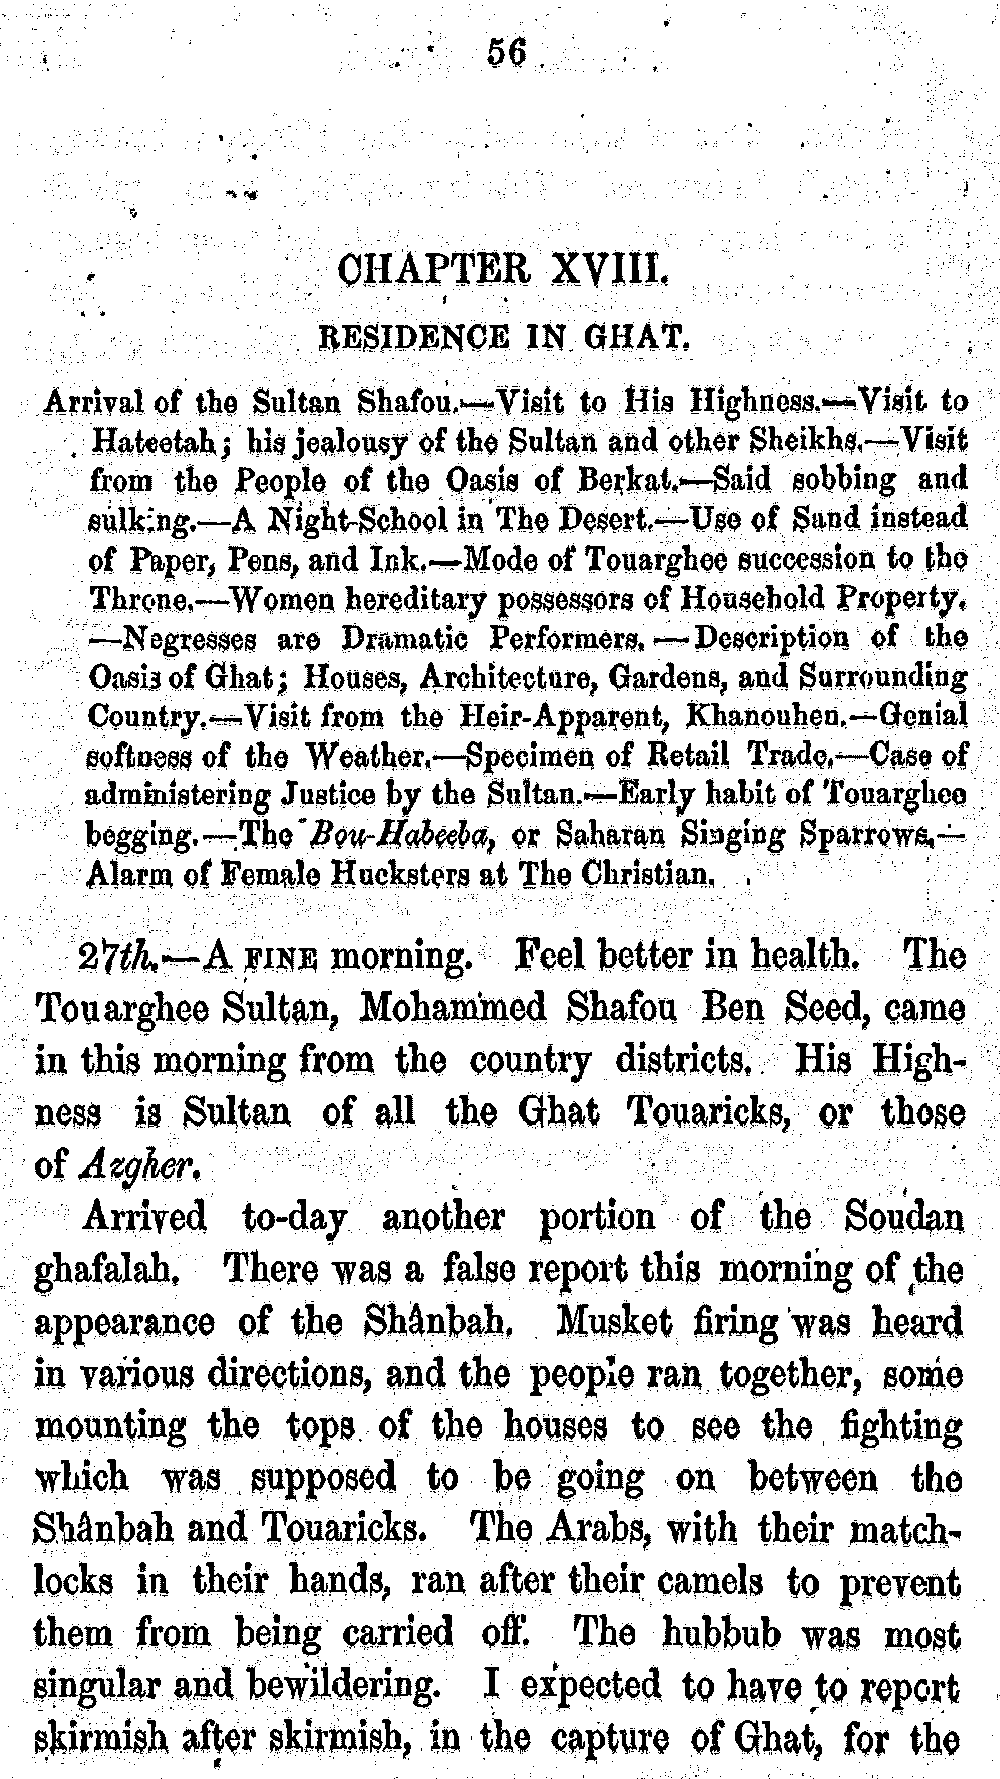 56
CHAPTER XVIII.
RESIDENCE IN GHAT.
Arrival of the Sultan Shafou.—Visit to His Highness.—Visit to
Hateetah; his jealousy of the Sultan and other Sheikhs.—Visit
from the People of the Oasis of Berkat.—Said sobbing and
sulking.—A Night-School in The Desert.—Use of Sand instead
of Paper, Pens, and Ink.—Mode of Touarghee succession to the
Throne.—Women hereditary possessors of Household Property.
—Negresses are Dramatic Performers.—Description of the
Oasis of Ghat; Houses, Architecture, Gardens, and Surrounding
Country.—Visit from the Heir-Apparent, Khanouhen.—Genial
softness of the Weather.—Specimen of Retail Trade.—Case of
administering Justice by the Sultan.—Early habit of Touarghee
begging.—The Bou-Habeeba, or Saharan Singing Sparrows.—
Alarm of Female Hucksters at The Christian.
27th.—A FINE morning. Feel better in health. The
Touarghee Sultan, Mohammed Shafou Ben Seed, came
in this morning from the country districts. His High-
ness is Sultan of all the Ghat Touaricks, or those
of Azgher.
Arrived to-day another portion of the Soudan
ghafalah. There was a false report this morning of the
appearance of the Shânbah. Musket firing was heard
in various directions, and the people ran together, some
mounting the tops of the houses to see the fighting
which was supposed to be going on between the
Shânbah and Touaricks. The Arabs, with their match-
locks in their hands, ran after their camels to prevent
them from being carried off. The hubbub was most
singular and bewildering. I expected to have to report
skirmish after skirmish, in the capture of Ghat, for the